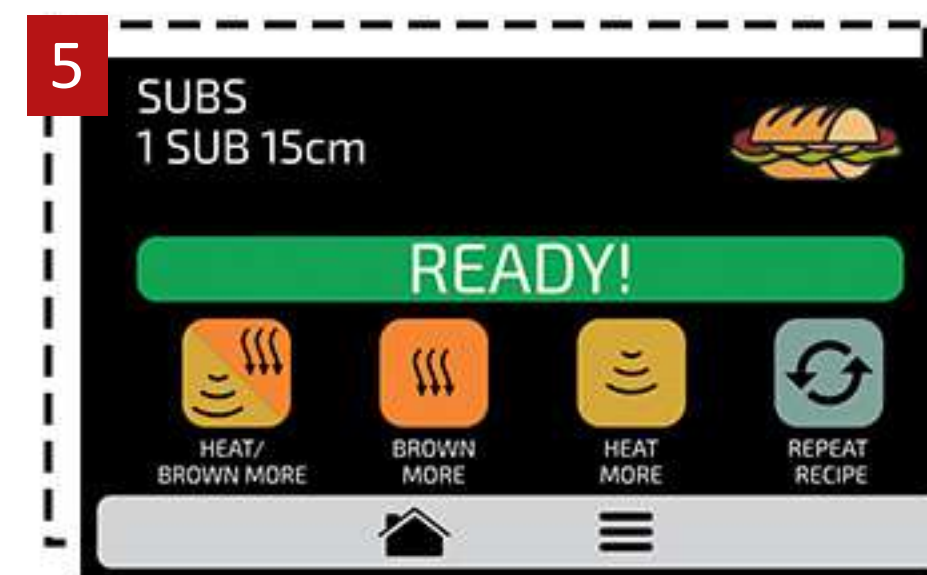 5
SUBS
1 SUB 15cm
READY!
HEAT/
BROWN MORE
BROWN
MORE
HEAT
MORE
REPEAT
RECIPE